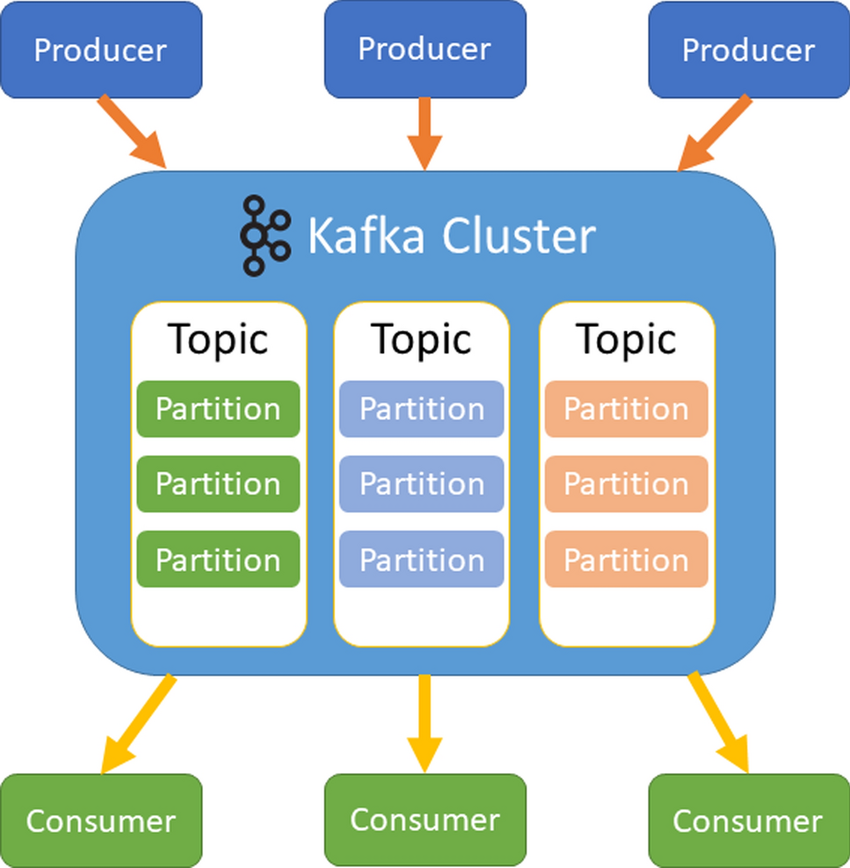 Producer
Producer
Producer
Kafka Cluster
Topic
Topic
Topic
Partition
Partition
Partition
Partition
Partition
Partition
Partition
Partition
Partition
Consumer
Consumer
Consumer